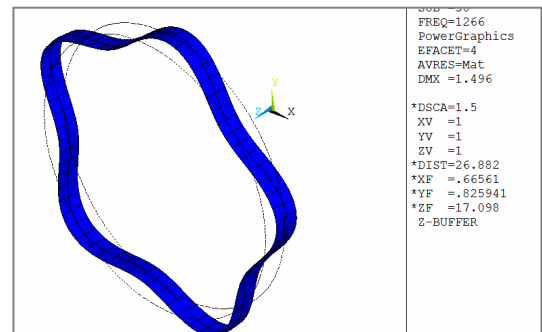 FREQ=1266
PowerGraphics
EFACET=4
AVRES=Mat
DMX =1.496
*DSCA=1.5
XV =1
YV =1
ZV =1
*DIST=26.882
*XF =.66561
*YF =.825941
*ZF =17.098
Z-BUFFER
Y
Z
X